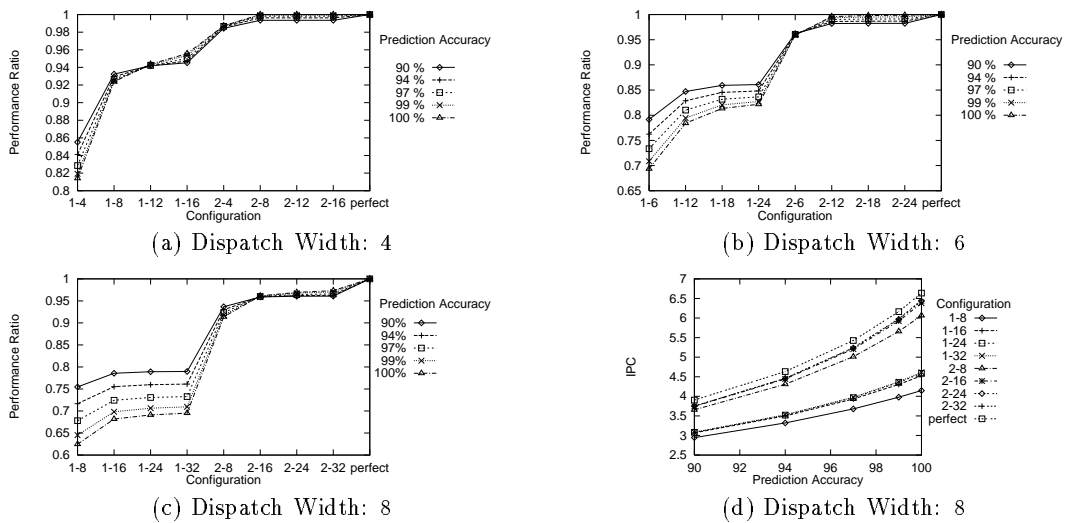 1
0.98
0.96
0.94
0.92
0.9
0.88
0.86
0.84
0.82
0.8
Performance Ratio
1-4 1-8 1-12 1-16 2-4 2-8 2-12 2-16 perfect
Configuration
Prediction Accuracy
90 %
94 %
97 %
99 %
100 %
(a) Dispatch Width: 4
1
0.95
0.9
0.85
0.8
0.75
0.7
0.65
Performance Ratio
1-6 1-12 1-18 1-24 2-6 2-12 2-18 2-24 perfect
Configuration
Prediction Accuracy
90 %
94 %
97 %
99 %
100 %
(b) Dispatch Width: 6
1
0.95
0.9
0.85
0.8
0.75
0.7
0.65
0.6
Performance Ratio
1-8 1-16 1-24 1-32 2-8 2-16 2-24 2-32 perfect
Configuration
Prediction Accuracy
90%
94%
97%
99%
100%
(c) Dispatch Width: 8
7
6.5
6
5.5
5
4.5
4
3.5
3
2.5
IPC
90 92 94 96 98 100
Prediction Accuracy
Configuration
1-8
1-16
1-24
1-32
2-8
2-16
2-24
2-32
perfect
(d) Dispatch Width: 8